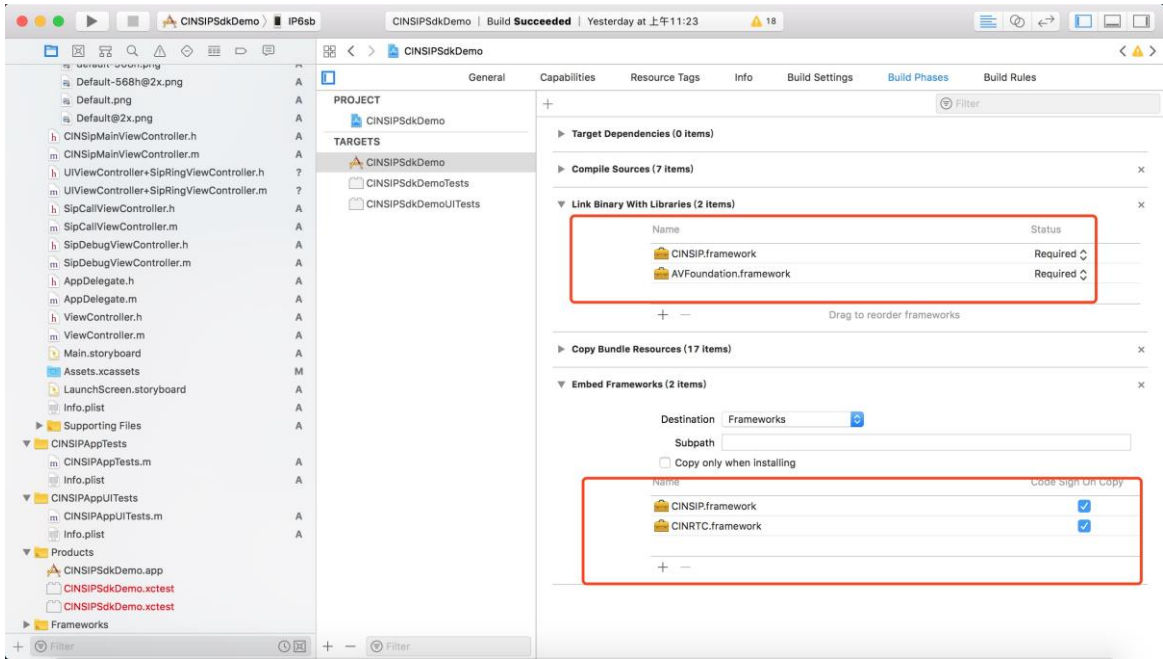 CINSIPSdkDemo IP6sb
CINSIPSdkDemo | Build Succeeded | Yesterday at 上午11:23 18
CINSIPSdkDemo
Default-568h@2x.png A
Default.png A
Default@2x.png A
CINSipMainViewController.h A
CINSipMainViewController.m A
UIViewController+SipRingViewController.h ?
UIViewController+SipRingViewController.m ?
SipCallViewController.h A
SipCallViewController.m A
SipDebugViewController.h A
SipDebugViewController.m A
AppDelegate.h A
AppDelegate.m A
ViewController.h A
ViewController.m A
Main.storyboard A
Assets.xcassets M
LaunchScreen.storyboard A
Info.plist A
Supporting Files A
CINSIPAppTests
CINSIPAppTests.m A
Info.plist A
CINSIPAppUITests
CINSIPAppUITests.m A
Info.plist A
Products
CINSIPSdkDemo.app
CINSIPSdkDemo.xctest
CINSIPSdkDemo.xctest
Frameworks
Filter
General Capabilities Resource Tags Info Build Settings Build Phases Build Rules
PROJECT
CINSIPSdkDemo
TARGETS
CINSIPSdkDemo
CINSIPSdkDemoTests
CINSIPSdkDemoUITests
Filter
Filter
Target Dependencies (0 items)
Compile Sources (7 items)
Link Binary With Libraries (2 items)
Name Status
CINSIP.framework Required
AVFoundation.framework Required
Drag to reorder frameworks
Copy Bundle Resources (17 items)
Embed Frameworks (2 items)
Destination Frameworks
Subpath
Copy only when installing
Name Code Sign On Copy
CINSIP.framework
CINRTC.framework